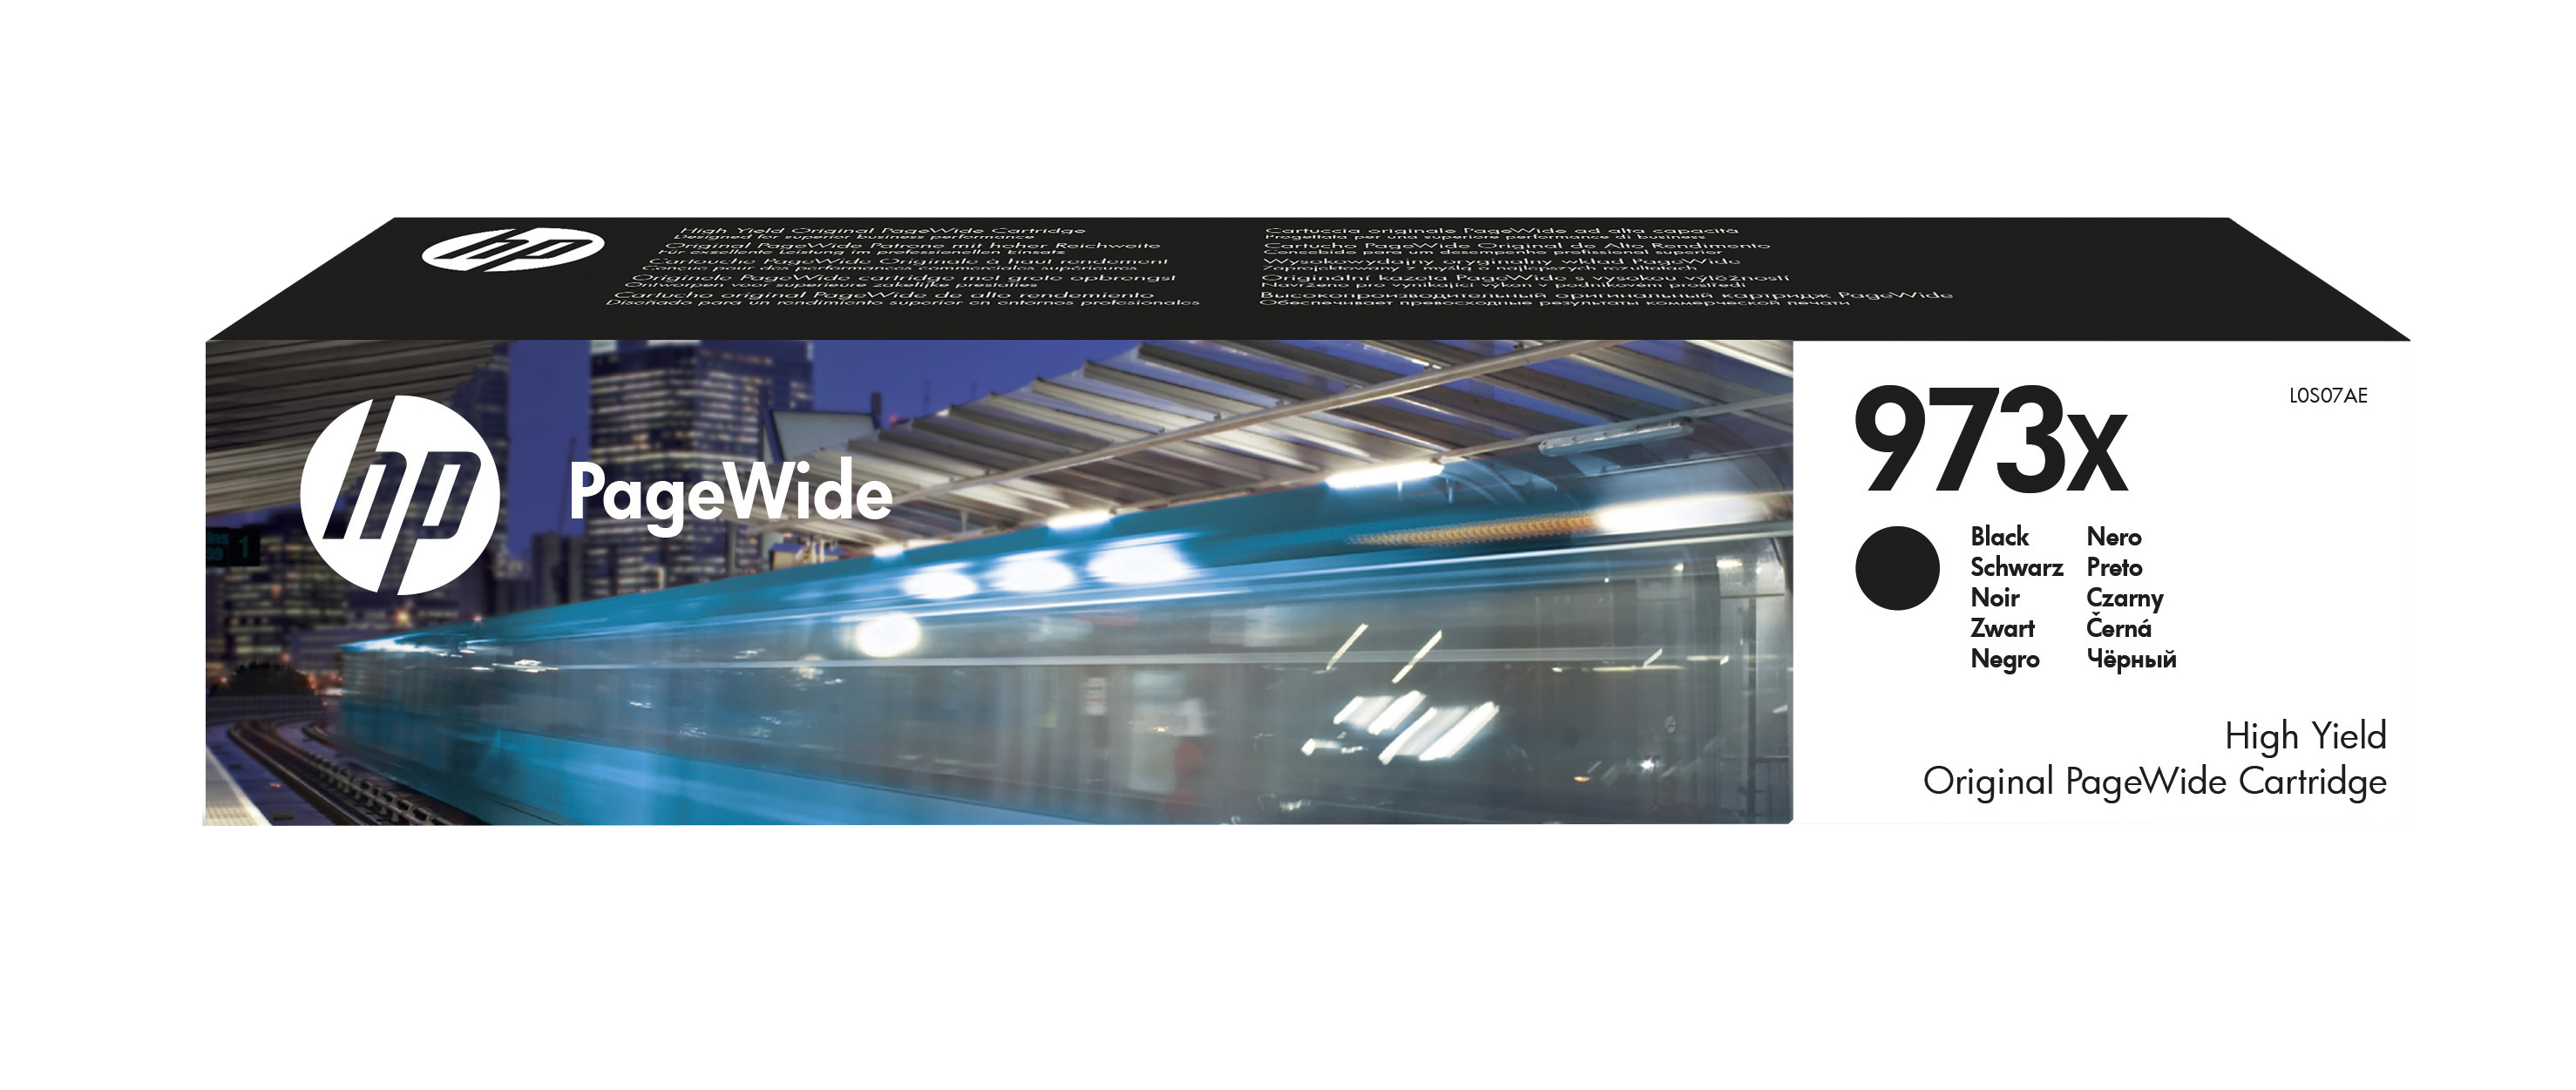 hp
High Yield Original PageWide Cartridge
Designed for superior business performance
Original PageWide Patrone mit hoher Reichweite
Für exzellente Leistung im professionellen Einsatz
Cartouche PageWide Originale à haut rendement
Concue pour des performances commerciales supérieures
Originele PageWide cartridge met grote opbrengst
Ontworpen voor superieure zakelijke prestaties
Cartucho original PageWide de alto rendimiento
Diseñado para un rendimiento superior en entornos profesionales
Cartuccia originale PageWide ad alta capacità
Progettata per una superiore performance di business
Cartucho PageWide Original de Alto Rendimento
Concebido para um desempenho profissional superior
Wysokowydajny oryginalny wkład PageWide
Zaprojektowany z myślą o najlepszych rezultatach
Originální kazeta PageWide s vysokou výtěžností
Navrženo pro vynikající výkon v podnikovém prostředí
Высокопроизводительный оригинальный картридж PageWide
Обеспечивает превосходные результаты коммерческой печати
hp
PageWide
1
973x
L0S07AE
Black
Schwarz
Noir
Zwart
Negro
Nero
Preto
Czarny
Černá
Чёрный
High Yield
Original PageWide Cartridge